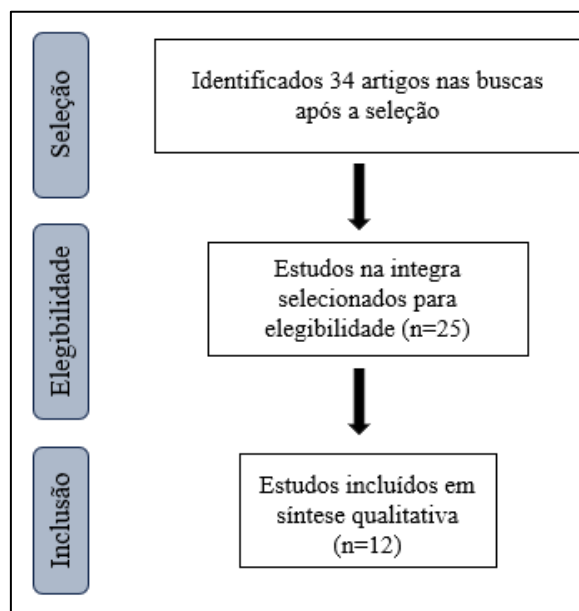 Seleção
Identificados 34 artigos nas buscas
após a seleção
Elegibilidade
Estudos na integra
selecionados para
elegibilidade (n=25)
Inclusão
Estudos incluídos em
síntese qualitativa
(n=12)